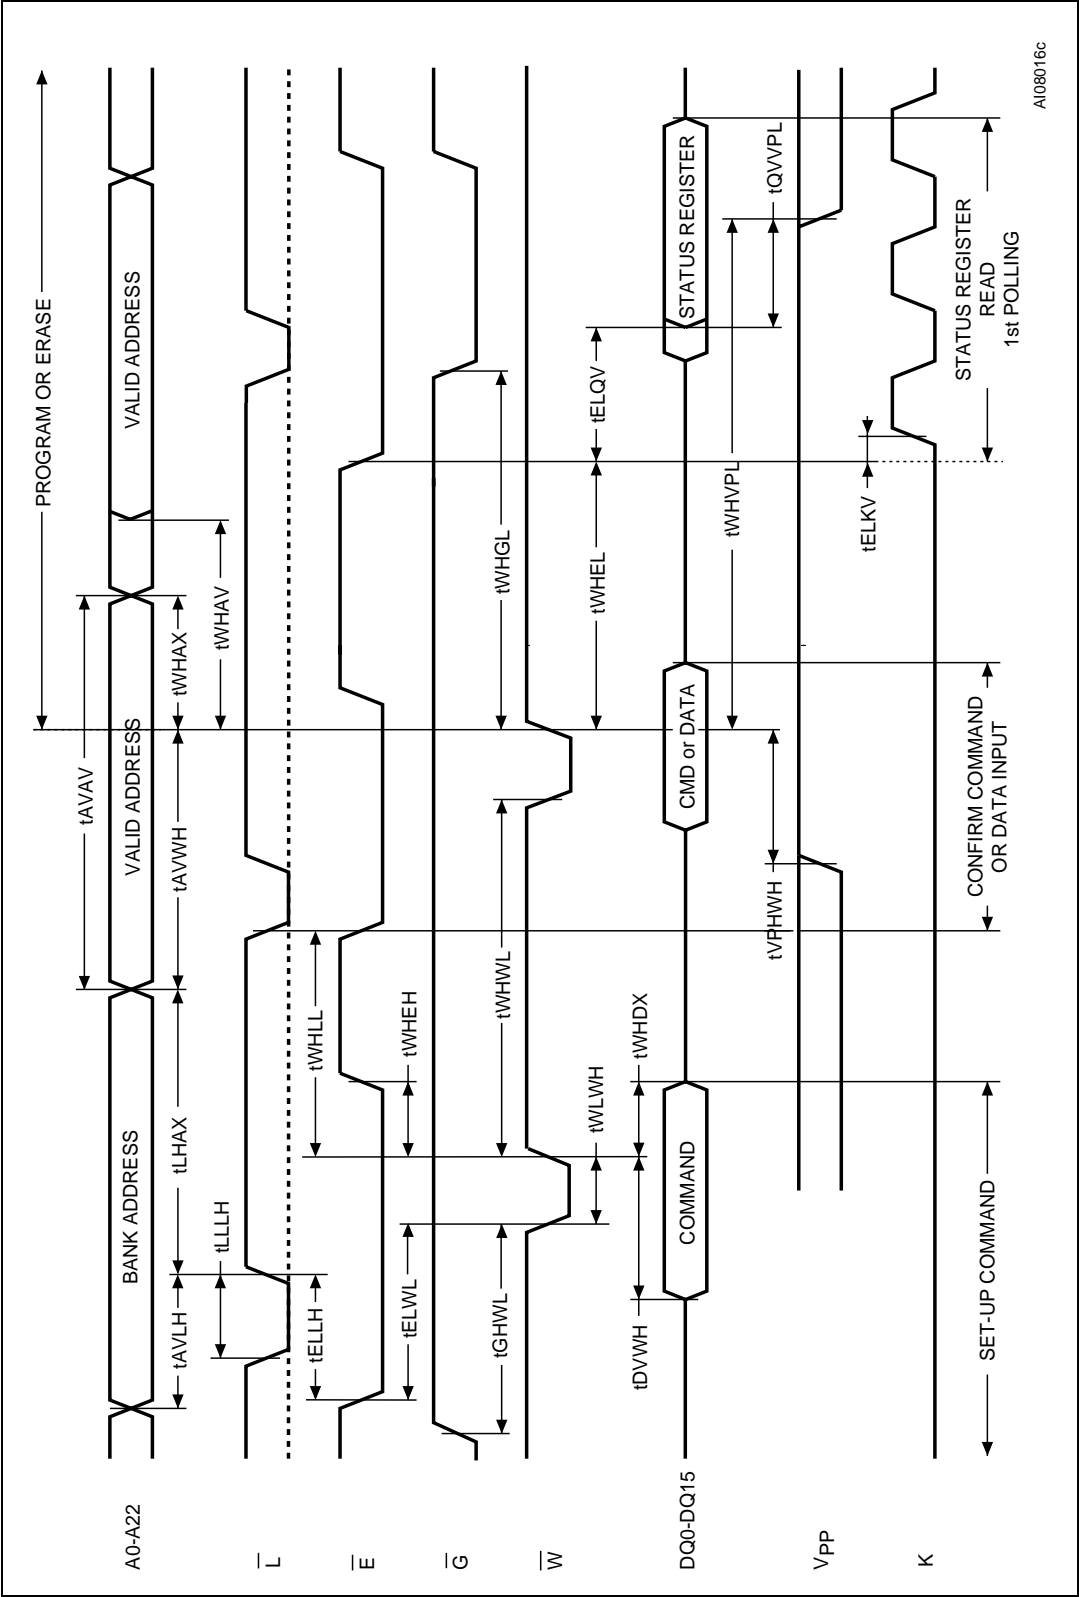 PROGRAM OR ERASE
tAVAV
A0-A22
BANK ADDRESS
VALID ADDRESS
VALID ADDRESS
tAVLH
tLHAX
tAVWH
tWHAX
tLLLH
tWHAV
L
tELLH
tWHLL
E
tELWL
tWHEH
G
tGHWL
tWHWL
tWHGL
W
tWLWH
tWHEL
tELQV
tDVWH
tWHDX
DQ0-DQ15
COMMAND
CMD or DATA
STATUS REGISTER
tWHVPL
tVPHWH
tQVVPL
VPP
tELKV
K
SET-UP COMMAND
CONFIRM COMMAND
OR DATA INPUT
STATUS REGISTER
READ
1st POLLING
AI08016c